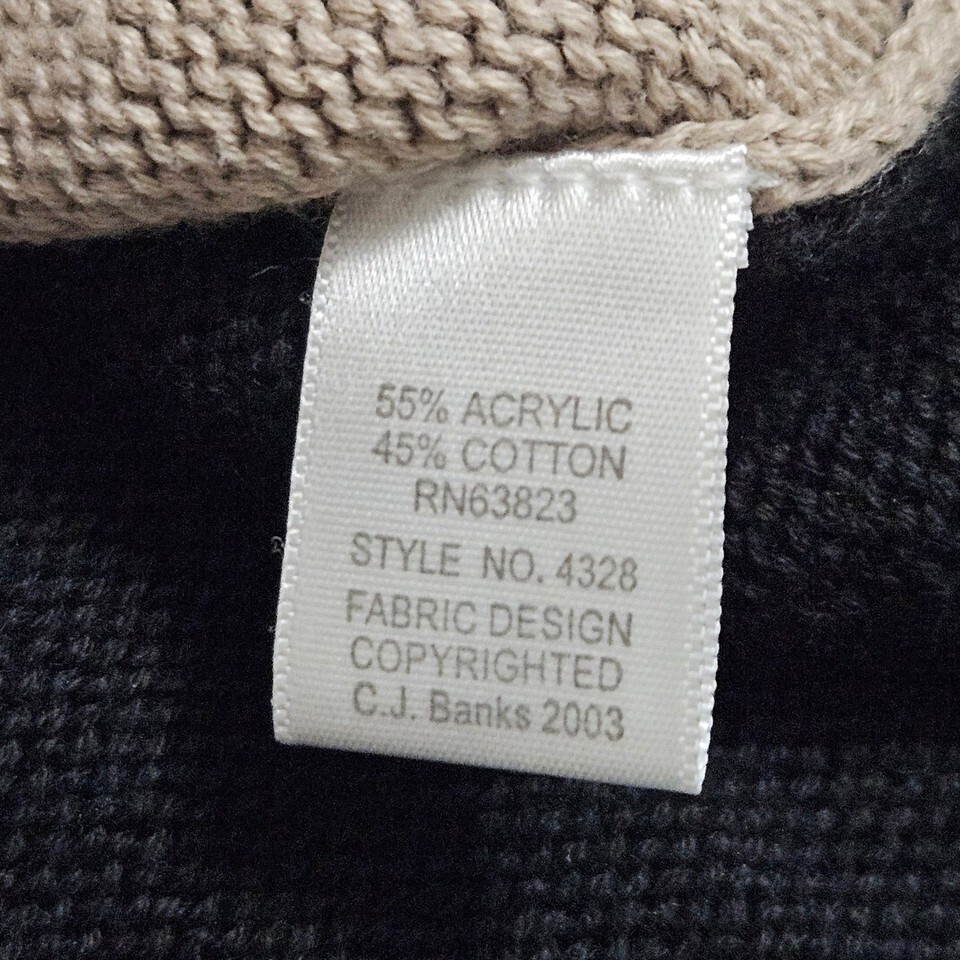 55% ACRYLIC
45% COTTON
RN63823
STYLE NO. 4328
FABRIC DESIGN
COPYRIGHTED
C.J. Banks 2003